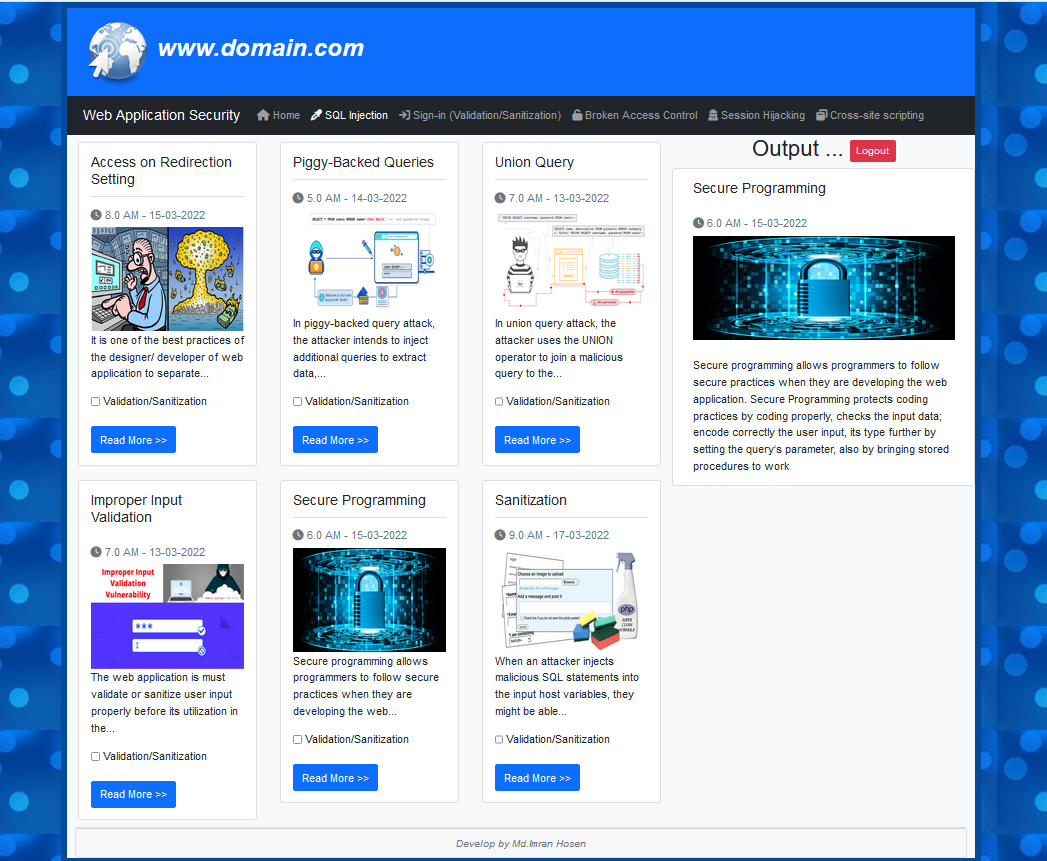 www.domain.com
Web Application Security Home SQL Injection Sign-in (Validation/Sanitization) Broken Access Control Session Hijacking Cross-site scripting
Access on Redirection
Setting
8.0 AM - 15-03-2022
It is one of the best practices of
the designer/ developer of web
application to separate...
Validation/Sanitization
Read More >>
Piggy-Backed Queries
5.0 AM - 14-03-2022
In piggy-backed query attack,
the attacker intends to inject
additional queries to extract
data,...
Validation/Sanitization
Read More >>
Union Query
7.0 AM - 13-03-2022
In union query attack, the
attacker uses the UNION
operator to join a malicious
query to the...
Validation/Sanitization
Read More >>
Output ... Logout
Secure Programming
6.0 AM - 15-03-2022
Secure programming allows programmers to follow
secure practices when they are developing the web
application. Secure Programming protects coding
practices by coding properly, checks the input data;
encode correctly the user input, its type further by
setting the query's parameter, also by bringing stored
procedures to work
Improper Input
Validation
7.0 AM - 13-03-2022
Improper Input
Validation
Vulnerability
The web application is must
validate or sanitize user input
properly before its utilization in
the...
Validation/Sanitization
Read More >>
Secure Programming
6.0 AM - 15-03-2022
Secure programming allows
programmers to follow secure
practices when they are
developing the web...
Validation/Sanitization
Read More >>
Sanitization
9.0 AM - 17-03-2022
Choose an image to upload
Browse...
Add a message and post it
php
SUPER
CLEAN
FORMULA
When an attacker injects
malicious SQL statements into
the input host variables, they
might be able...
Validation/Sanitization
Read More >>
Develop by Md.Imran Hosen